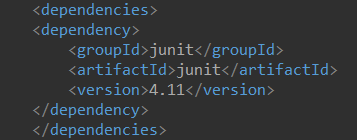 <dependencies>
<dependency>
<groupId>junit</groupId>
<artifactId>junit</artifactId>
<version>4.11</version>
</dependency>
</dependencies>